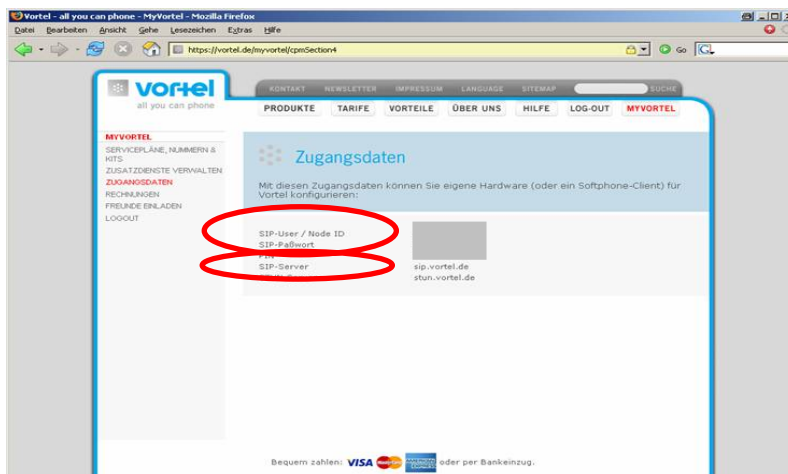 Vortel - all you can phone - MyVortel - Mozilla Firefox
Datei Bearbeiten Ansicht Gehe Lesezeichen Extras Hilfe
https://vortel.de/myvortel/cpmSection4
Go
vortel
all you can phone
KONTAKT NEWSLETTER IMPRESSUM LANGUAGE SITEMAP SUCHE
PRODUKTE TARIFE VORTEILE ÜBER UNS HILFE LOG-OUT MYVORTEL
MYVORTEL
SERVICEPLÄNE, NUMMERN &
KITS
ZUSATZDIENSTE VERWALTEN
ZUGANGSDATEN
RECHNUNGEN
FREUNDE EINLADEN
LOGOUT
Zugangsdaten
Mit diesen Zugangsdaten können Sie eigene Hardware (oder ein Softphone-Client) für
Vortel konfigurieren:
SIP-User / Node ID
SIP-Paßwort
PIN
SIP-Server sip.vortel.de
stun.vortel.de
Bequem zahlen: VISA MasterCard oder per Bankeinzug.